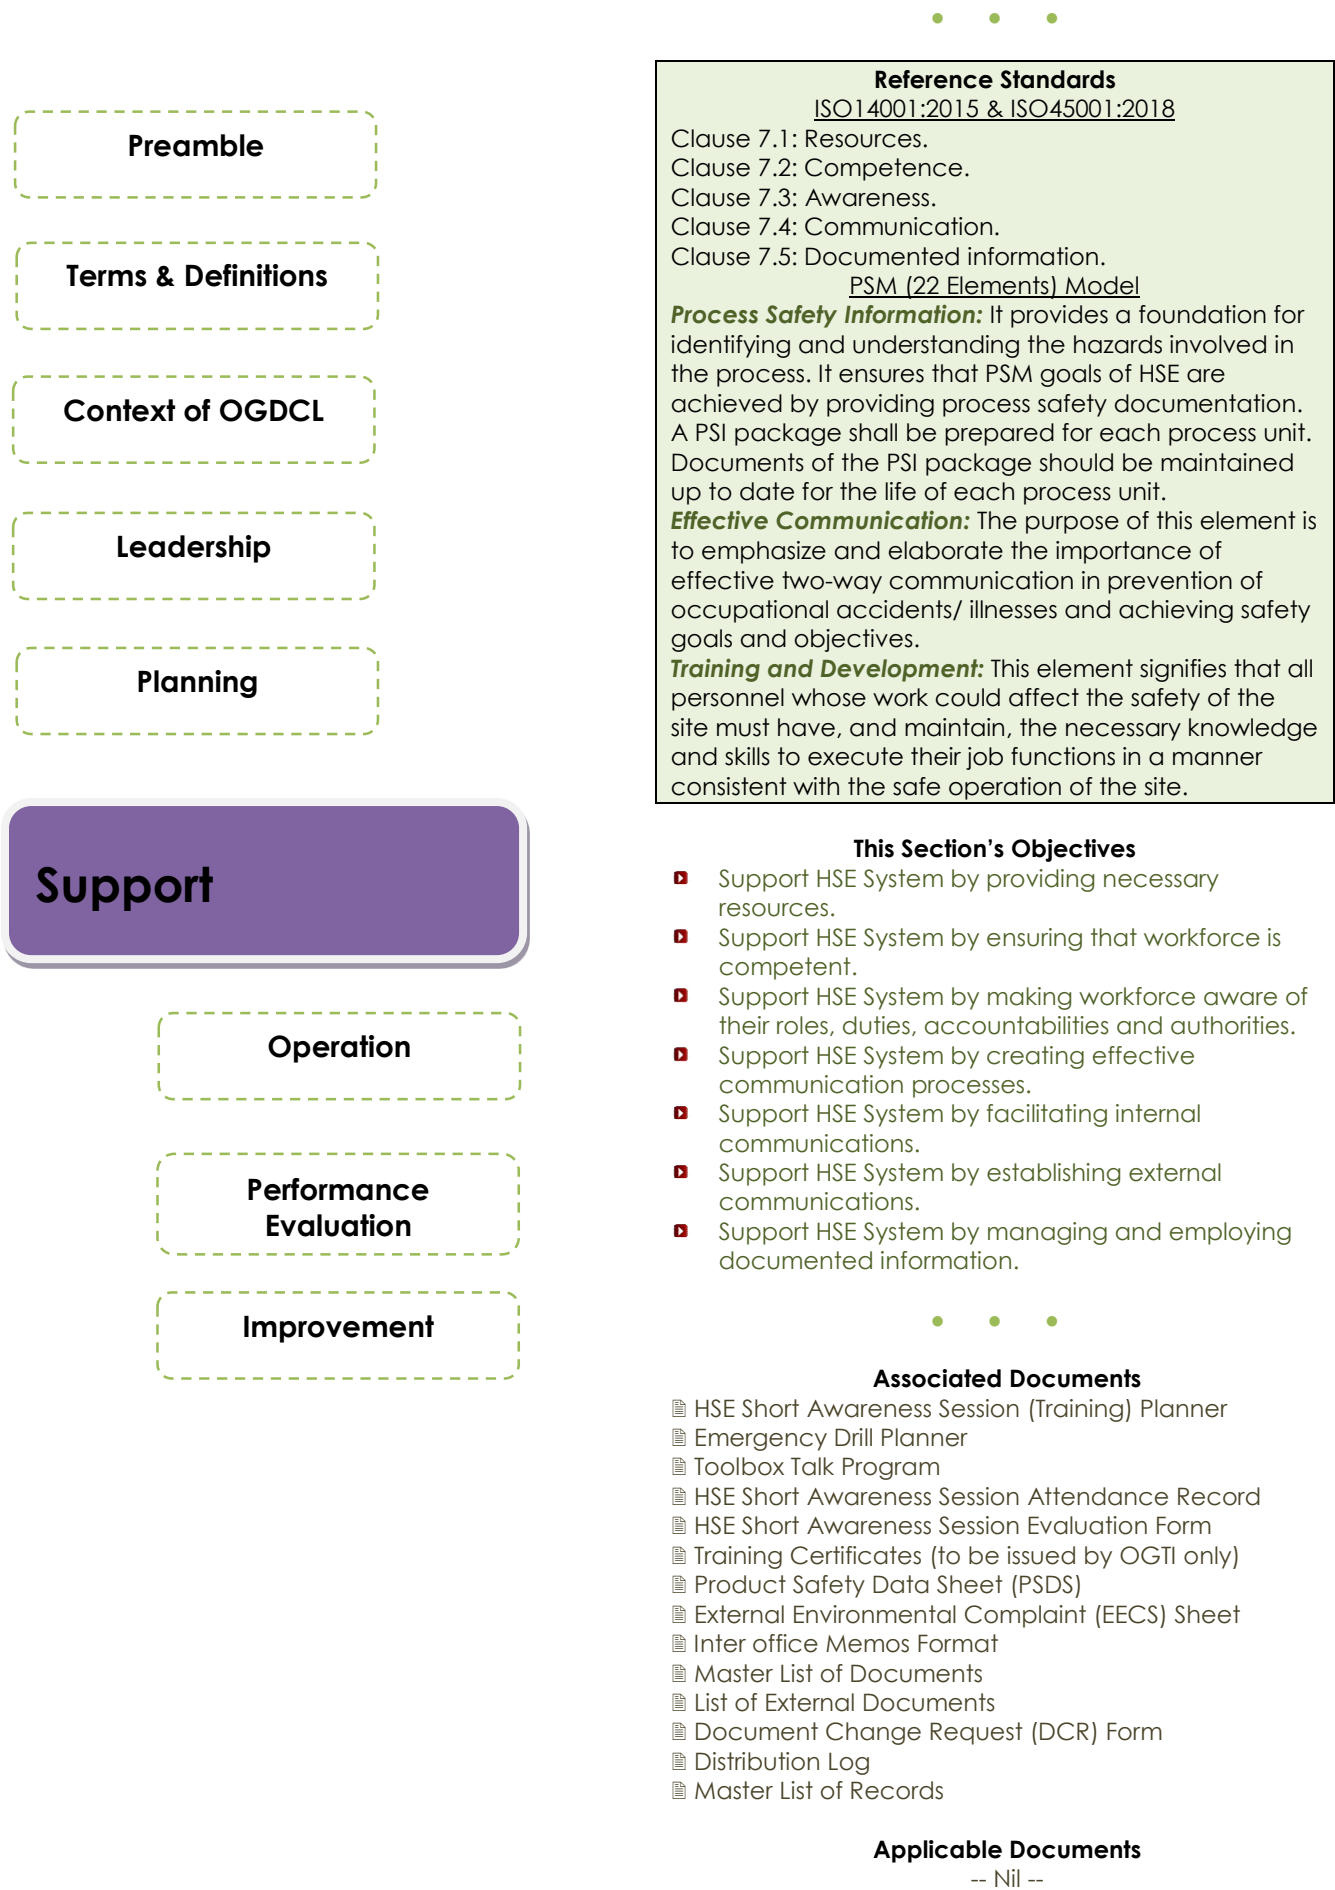 Preamble
Terms & Definitions
Context of OGDCL
Leadership
Planning
Support
Operation
Performance
Evaluation
Improvement
Reference Standards
ISO14001:2015 & ISO45001:2018
Clause 7.1: Resources.
Clause 7.2: Competence.
Clause 7.3: Awareness.
Clause 7.4: Communication.
Clause 7.5: Documented information.
PSM (22 Elements) Model
Process Safety Information: It provides a foundation for
identifying and understanding the hazards involved in
the process. It ensures that PSM goals of HSE are
achieved by providing process safety documentation.
A PSI package shall be prepared for each process unit.
Documents of the PSI package should be maintained
up to date for the life of each process unit.
Effective Communication: The purpose of this element is
to emphasize and elaborate the importance of
effective two-way communication in prevention of
occupational accidents/ illnesses and achieving safety
goals and objectives.
Training and Development: This element signifies that all
personnel whose work could affect the safety of the
site must have, and maintain, the necessary knowledge
and skills to execute their job functions in a manner
consistent with the safe operation of the site.
This Section's Objectives
Support HSE System by providing necessary
resources.
Support HSE System by ensuring that workforce is
competent.
Support HSE System by making workforce aware of
their roles, duties, accountabilities and authorities.
Support HSE System by creating effective
communication processes.
Support HSE System by facilitating internal
communications.
Support HSE System by establishing external
communications.
Support HSE System by managing and employing
documented information.
Associated Documents
HSE Short Awareness Session (Training) Planner
Emergency Drill Planner
Toolbox Talk Program
HSE Short Awareness Session Attendance Record
HSE Short Awareness Session Evaluation Form
Training Certificates (to be issued by OGTI only)
Product Safety Data Sheet (PSDS)
External Environmental Complaint (EECS) Sheet
Inter office Memos Format
Master List of Documents
List of External Documents
Document Change Request (DCR) Form
Distribution Log
Master List of Records
Applicable Documents
-- Nil --